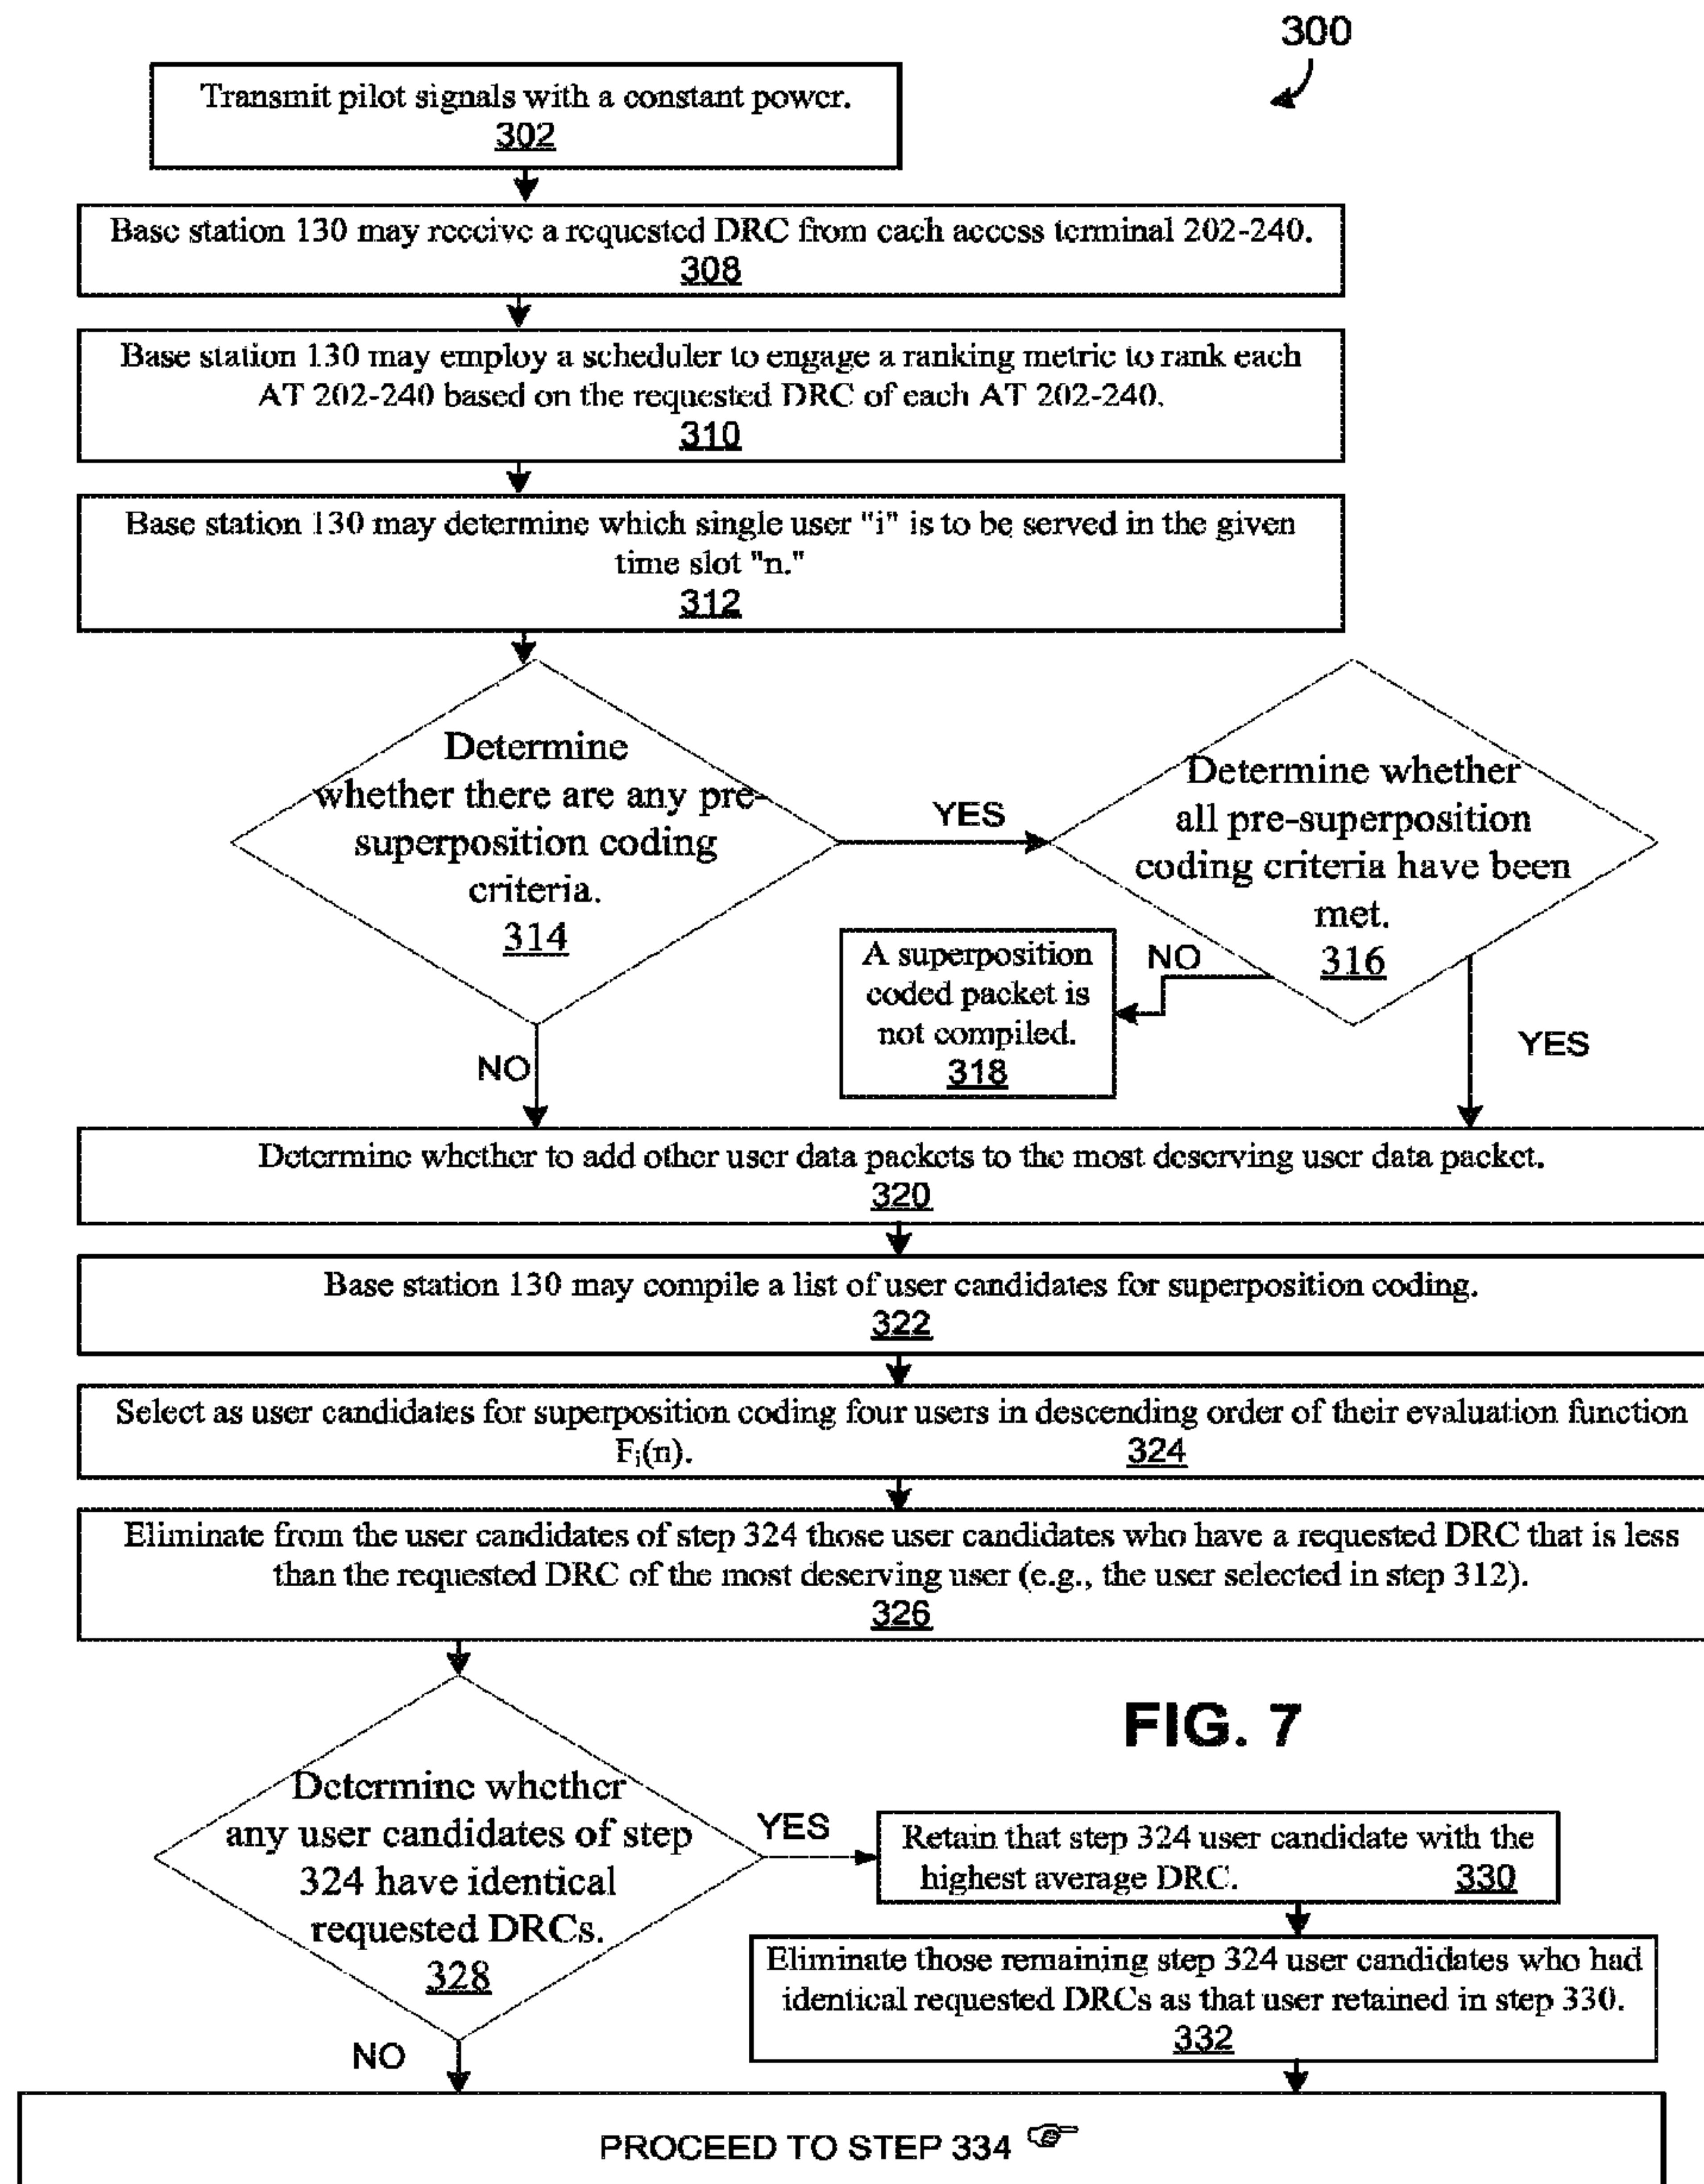 300
Transmit pilot signals with a constant power.
302
Base station 130 may receive a requested DRC from each access terminal 202-240.
308
Base station 130 may employ a scheduler to engage a ranking metric to rank each
AT 202-240 based on the requested DRC of each AT 202-240.
310
Base station 130 may determine which single user "i" is to be served in the given
time slot "n."
312
Determine
whether there are any pre-
superposition coding
criteria.
314
YES
Determine whether
all pre-superposition
coding criteria have been
met.
316
NO
A superposition
coded packet is
not compiled.
318
YES
NO
Determine whether to add other user data packets to the most deserving user data packet.
320
Base station 130 may compile a list of user candidates for superposition coding.
322
Select as user candidates for superposition coding four users in descending order of their evaluation function
Fi(n). 324
Eliminate from the user candidates of step 324 those user candidates who have a requested DRC that is less
than the requested DRC of the most deserving user (e.g., the user selected in step 312).
326
FIG. 7
Determine whether
any user candidates of step
324 have identical
requested DRCs.
328
YES
Retain that step 324 user candidate with the
highest average DRC. 330
Eliminate those remaining step 324 user candidates who had
identical requested DRCs as that user retained in step 330.
332
NO
PROCEED TO STEP 334